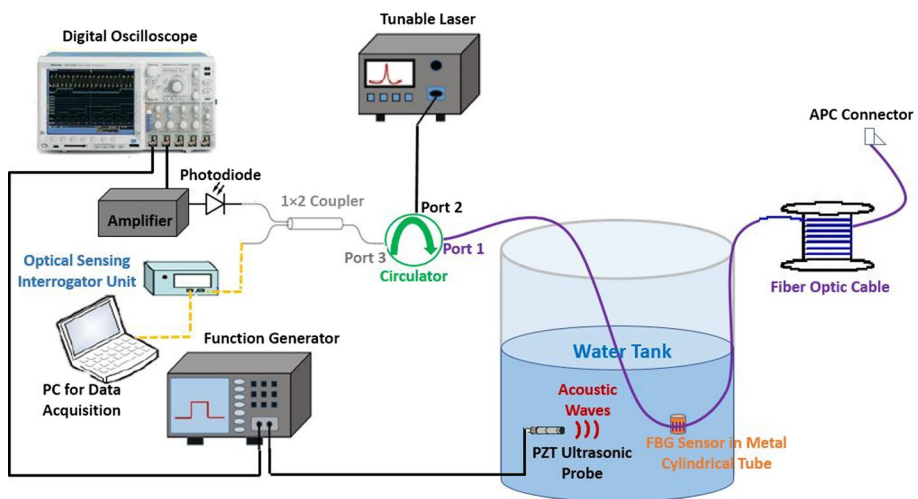 Tunable Laser
Digital Oscilloscope
APC Connector
Photodiode
1×2 Coupler
Port 2
Amplifier
Port 1
Port 3
Circulator
Optical Sensing
Interrogator Unit
Fiber Optic Cable
Function Generator
Water Tank
PC for Data
Acquisition
Acoustic
Waves
PZT Ultrasonic
Probe
FBG Sensor in Metal
Cylindrical Tube